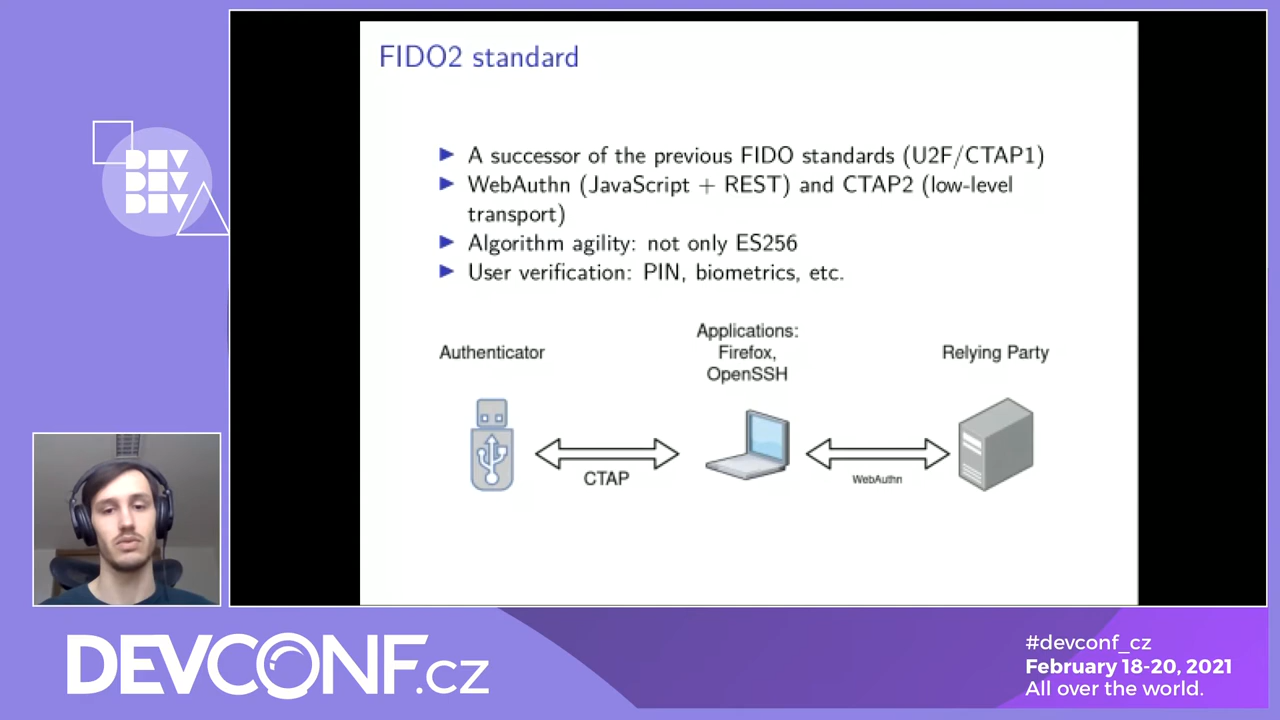 FIDO2 standard
A successor of the previous FIDO standards (U2F/CTAP1)
WebAuthn (JavaScript + REST) and CTAP2 (low-level
transport)
Algorithm agility: not only ES256
User verification: PIN, biometrics, etc.
Authenticator
Applications:
Firefox,
OpenSSH
Relying Party
CTAP
WebAuthn
DEV
DEV
DEV
DEVCONF.cz
#devconf_cz
February 18-20, 2021
All over the world.